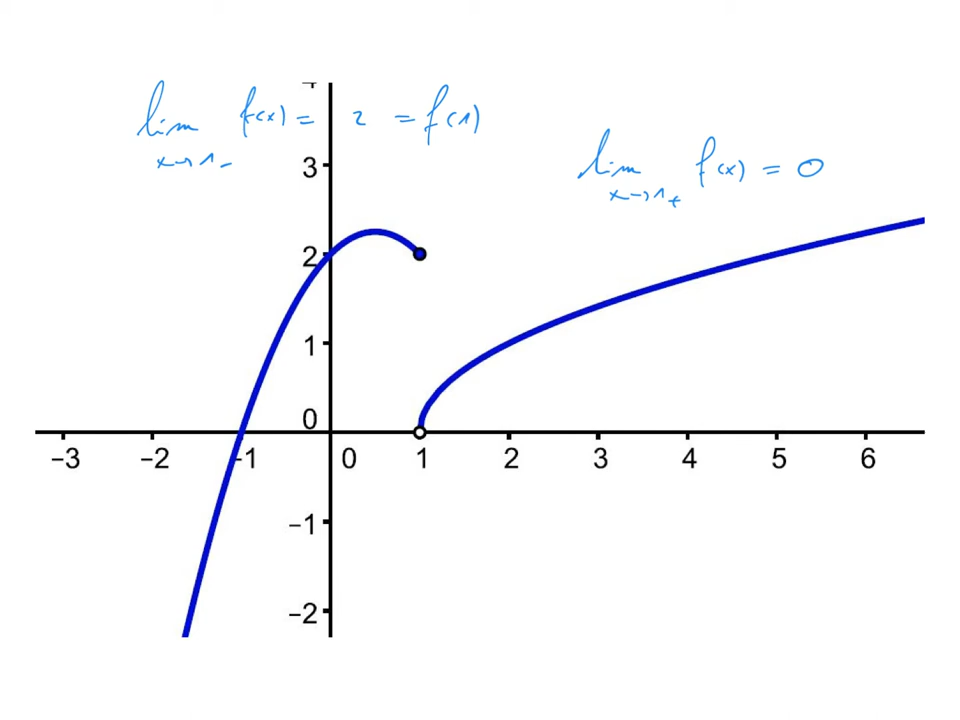 lim f(x) = 2 = f(1)
x→1-
lim f(x) = 0
x→1+
3
2
1
0
-3 -2 -1 0 1 2 3 4 5 6
-1
-2